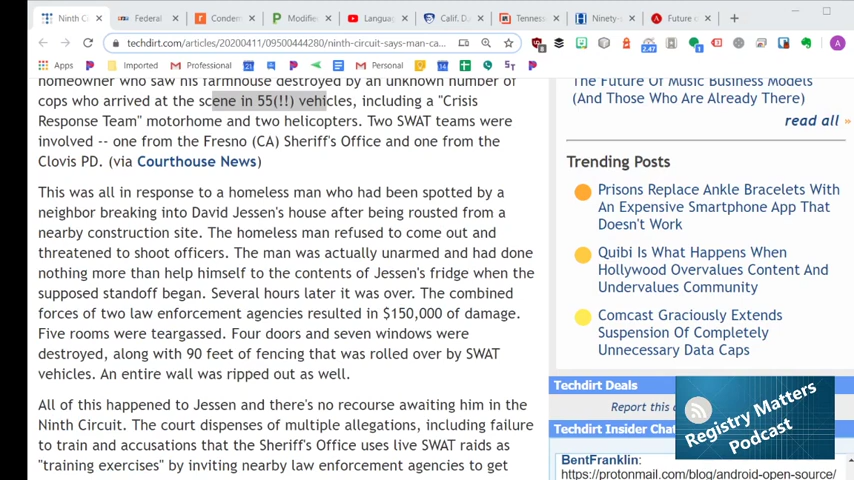 Ninth Ci
Federal
Condemr
Modified
Languag
Calif. D.
Tenness
Ninety-s
Future c
techdirt.com/articles/20200411/09500444280/ninth-circuit-says-man-ca...
Apps
Imported
Professional
Personal
homeowner who saw his farmhouse destroyed by an unknown number of
cops who arrived at the scene in 55(!!) vehicles, including a "Crisis
Response Team" motorhome and two helicopters. Two SWAT teams were
involved -- one from the Fresno (CA) Sheriff's Office and one from the
Clovis PD. (via Courthouse News)
This was all in response to a homeless man who had been spotted by a
neighbor breaking into David Jessen's house after being rousted from a
nearby construction site. The homeless man refused to come out and
threatened to shoot officers. The man was actually unarmed and had done
nothing more than help himself to the contents of Jessen's fridge when the
supposed standoff began. Several hours later it was over. The combined
forces of two law enforcement agencies resulted in $150,000 of damage.
Five rooms were teargassed. Four doors and seven windows were
destroyed, along with 90 feet of fencing that was rolled over by SWAT
vehicles. An entire wall was ripped out as well.
All of this happened to Jessen and there's no recourse awaiting him in the
Ninth Circuit. The court dispenses of multiple allegations, including failure
to train and accusations that the Sheriff's Office uses live SWAT raids as
"training exercises" by inviting nearby law enforcement agencies to get
The Future Of Music Business Models
(And Those Who Are Already There)
read all »
Trending Posts
Prisons Replace Ankle Bracelets With
An Expensive Smartphone App That
Doesn't Work
Quibi Is What Happens When
Hollywood Overvalues Content And
Undervalues Community
Comcast Graciously Extends
Suspension Of Completely
Unnecessary Data Caps
Techdirt Deals
Report this
Techdirt Insider Chat
BentFranklin:
https://protonmail.com/blog/android-open-source/
Registry Matters
Podcast